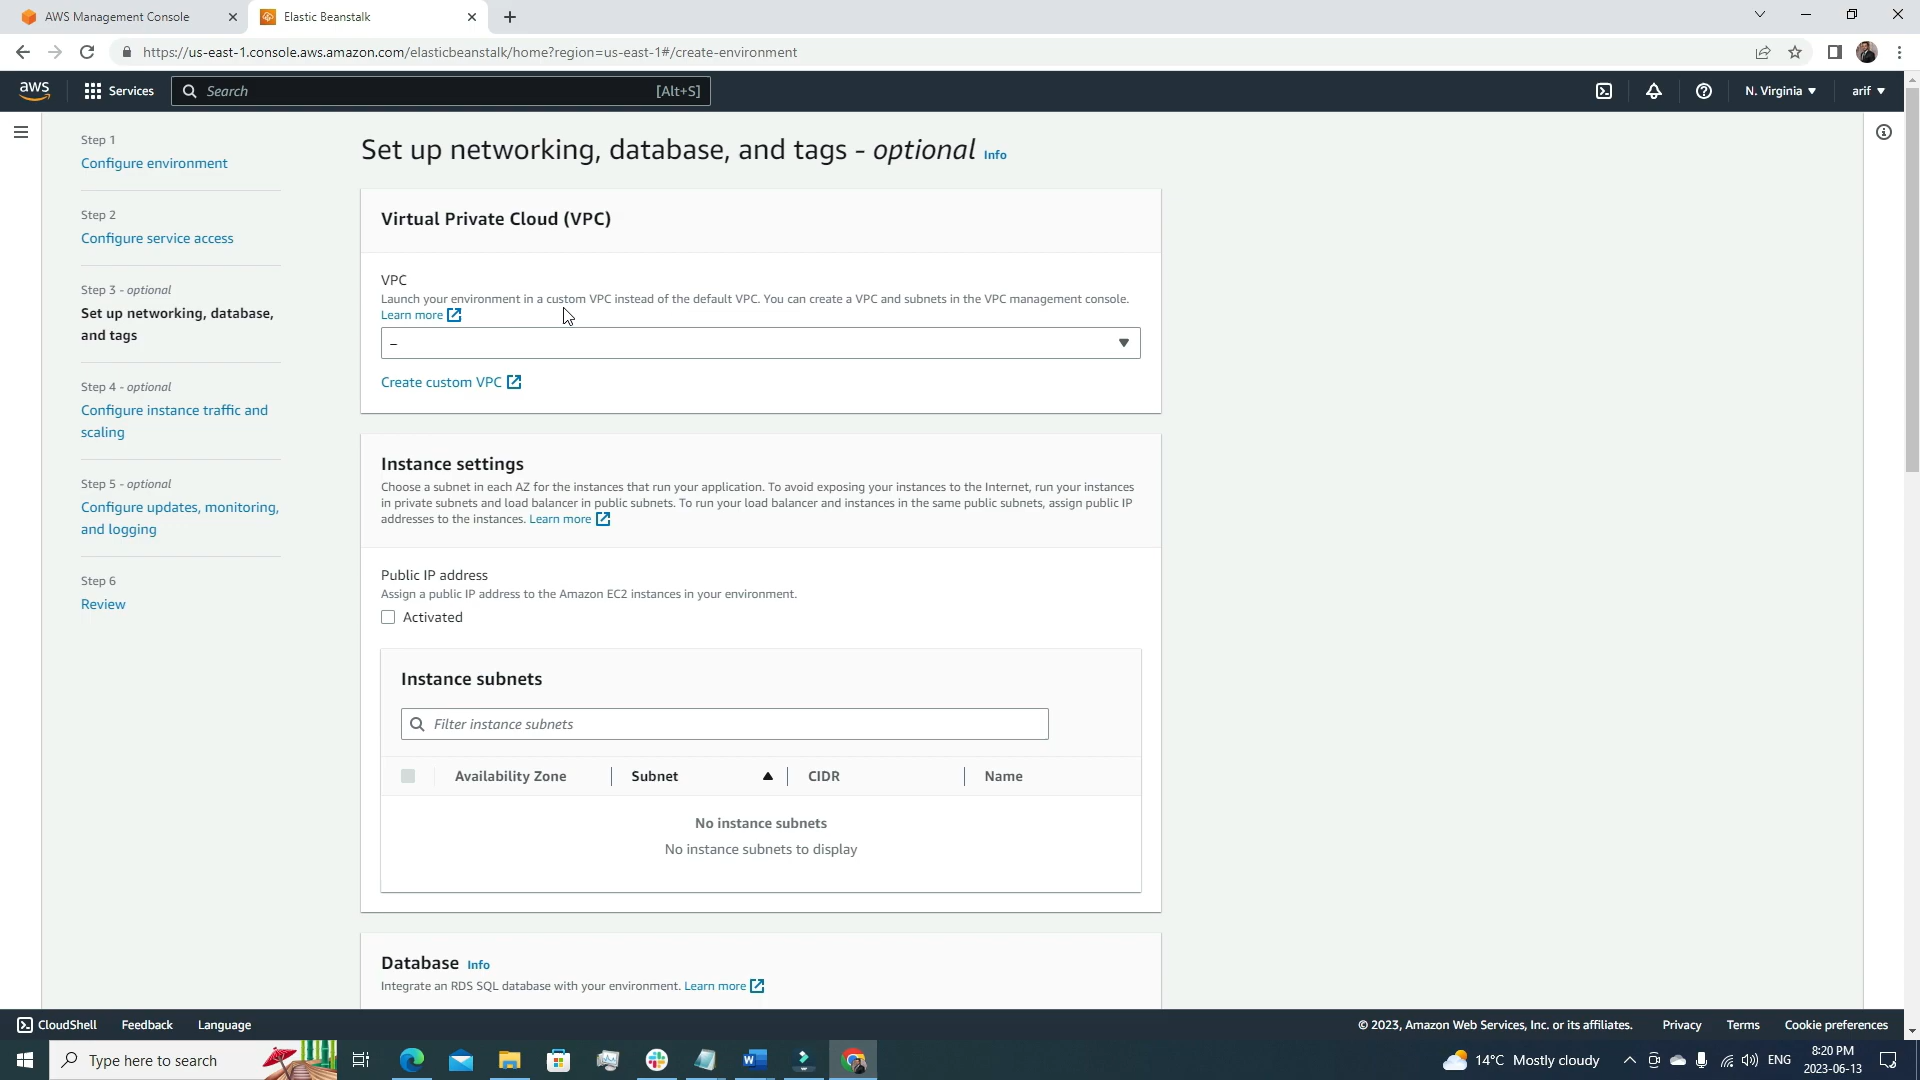 AWS Management Console
Elastic Beanstalk
https://us-east-1.console.aws.amazon.com/elasticbeanstalk/home?region=us-east-1#/create-environment
aws
Services
Search
[Alt+S]
N. Virginia
arif
Step 1
Configure environment
Step 2
Configure service access
Step 3 - optional
Set up networking, database,
and tags
Step 4 - optional
Configure instance traffic and
scaling
Step 5 - optional
Configure updates, monitoring,
and logging
Step 6
Review
Set up networking, database, and tags - optional Info
Virtual Private Cloud (VPC)
VPC
Launch your environment in a custom VPC instead of the default VPC. You can create a VPC and subnets in the VPC management console.
Learn more
–
Create custom VPC
Instance settings
Choose a subnet in each AZ for the instances that run your application. To avoid exposing your instances to the Internet, run your instances
in private subnets and load balancer in public subnets. To run your load balancer and instances in the same public subnets, assign public IP
addresses to the instances. Learn more
Public IP address
Assign a public IP address to the Amazon EC2 instances in your environment.
Activated
Instance subnets
Filter instance subnets
Availability Zone
Subnet
CIDR
Name
No instance subnets
No instance subnets to display
Database Info
Integrate an RDS SQL database with your environment. Learn more
CloudShell
Feedback
Language
© 2023, Amazon Web Services, Inc. or its affiliates.
Privacy
Terms
Cookie preferences
Type here to search
14°C Mostly cloudy
ENG
8:20 PM
2023-06-13